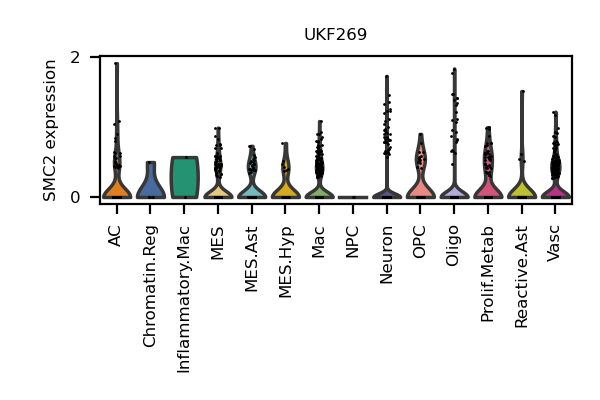 UKF269
SMC2 expression
2
0
AC
Chromatin.Reg
Inflammatory.Mac
MES
MES.Ast
MES.Hyp
Mac
NPC
Neuron
OPC
Oligo
Prolif.Metab
Reactive.Ast
Vasc